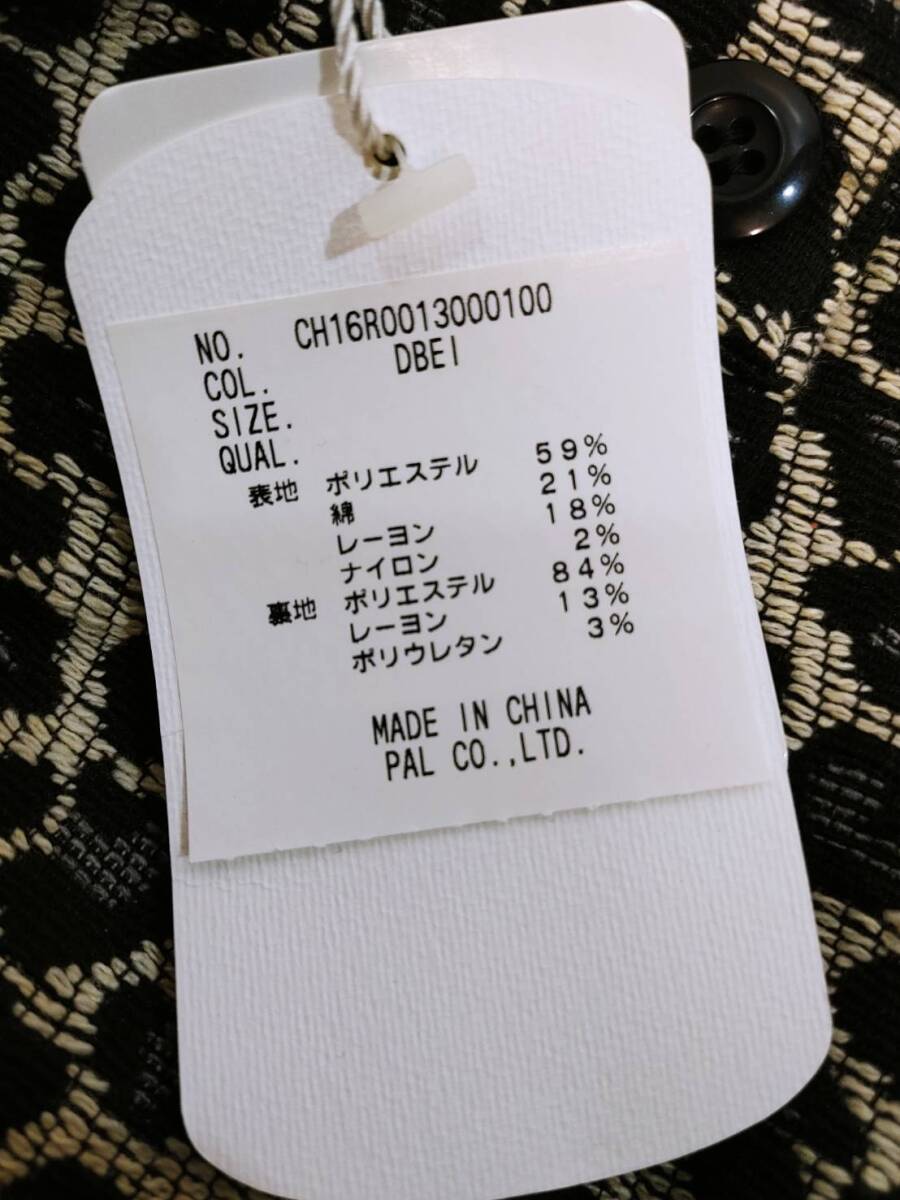 NO. CH16R0013000100
COL. DBEI
SIZE.
QUAL.
表地 ポリエステル 59%
綿 21%
レーヨン 18%
ナイロン 2%
裏地 ポリエステル 84%
レーヨン 13%
ポリウレタン 3%
MADE IN CHINA
PAL CO.,LTD.